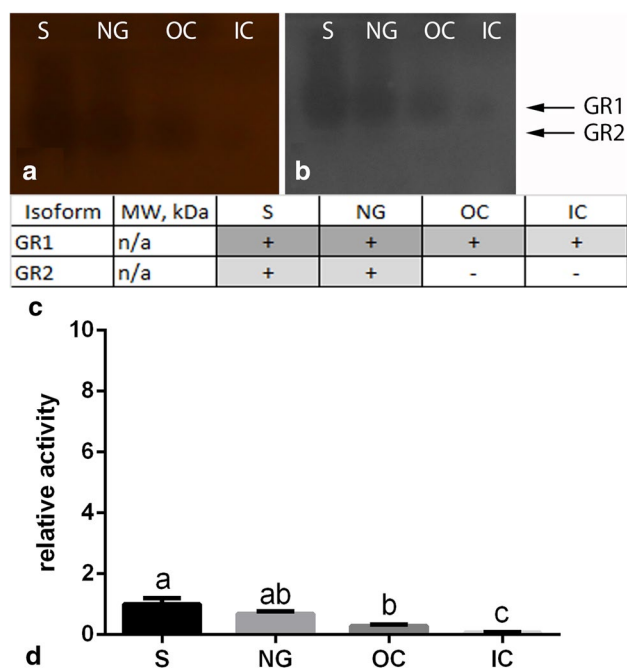 S NG OC IC S NG OC IC
GR1
GR2
a b
Isoform MW, kDa S NG OC IC
GR1 n/a + + + +
GR2 n/a + + - -
c
10
8
6
4
2
0
relative activity
a ab b c
S NG OC IC
d